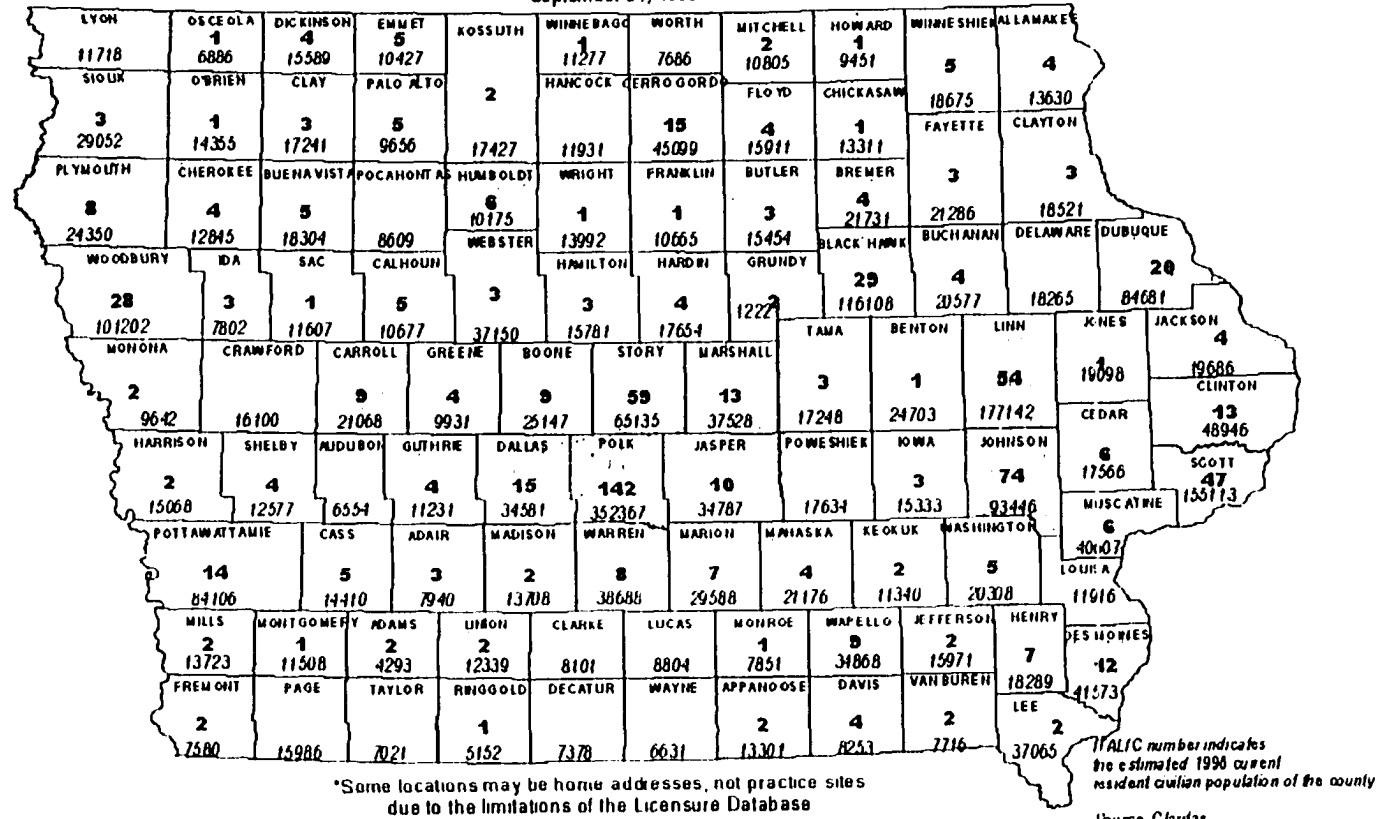 LYON OSCEOLA DICKINSON EMMET KOSSUTH WINNEBAGO WORTH MITCHELL HOWARD WINNESHIEK ALLAMAKEE
1 4 5 1 2 1
11718 6886 15589 10427 11277 7686 10805 9451 5 4
18675 13630
SIOUX O'BRIEN CLAY PALO ALTO HANCOCK CERRO GORDO FLOYD CHICKASAW
3 1 3 5 2 15 4 1
29052 14355 17241 9656 17427 11931 45099 15911 13311
FAYETTE CLAYTON
3 3
21286 18521
PLYMOUTH CHEROKEE BUENA VISTA POCAHONTAS HUMBOLDT WRIGHT FRANKLIN BUTLER BREMER
8 4 5 6 1 1 3 4
24350 12845 18304 8609 10175 13992 10665 15454 21731
WOODBURY IDA SAC CALHOUN WEBSTER HAMILTON HARDIN GRUNDY BLACK HAWK BUCHANAN DELAWARE DUBUQUE
28 3 1 5 3 3 4 2 29 4 20
101202 7802 11607 10677 37150 15781 17654 116108 20577 18265 84681
MONONA CRAWFORD CARROLL GREENE BOONE STORY MARSHALL TAMA BENTON LINN JONES JACKSON
2 9 4 9 59 13 3 1 54 1 4
9642 16100 21068 9931 25147 65135 37528 17248 24703 177142 19098 19686
CLINTON
13
48946
HARRISON SHELBY AUDUBON GUTHRIE DALLAS POLK JASPER POWESHIEK IOWA JOHNSON CEDAR SCOTT
2 4 4 15 142 10 3 74 6 47
15068 12577 6554 11231 34581 352367 34787 17634 15333 93446 17566 155113
MUSCATINE
6
POTTAWATTAMIE CASS ADAIR MADISON WARREN MARION MAHASKA KEOKUK WASHINGTON LOUISA
14 5 3 2 8 7 4 2 5
84106 14410 7940 13708 38688 29588 21176 11340 20308 11916
MILLS MONTGOMERY ADAMS UNION CLARKE LUCAS MONROE WAPELLO JEFFERSON HENRY DES MOINES
2 1 2 2 1 9 2 7 12
13723 11508 4293 12339 8101 8804 7851 34868 15971 18289 41573
FREMONT PAGE TAYLOR RINGGOLD DECATUR WAYNE APPANOOSE DAVIS VAN BUREN LEE
2 1 2 4 2 2
7580 15986 7021 5152 7378 6631 13301 8253 7716 37065
ITALIC number indicates
the estimated 1998 current
resident civilian population of the county
*Some locations may be home addresses, not practice sites
due to the limitations of the Licensure Database